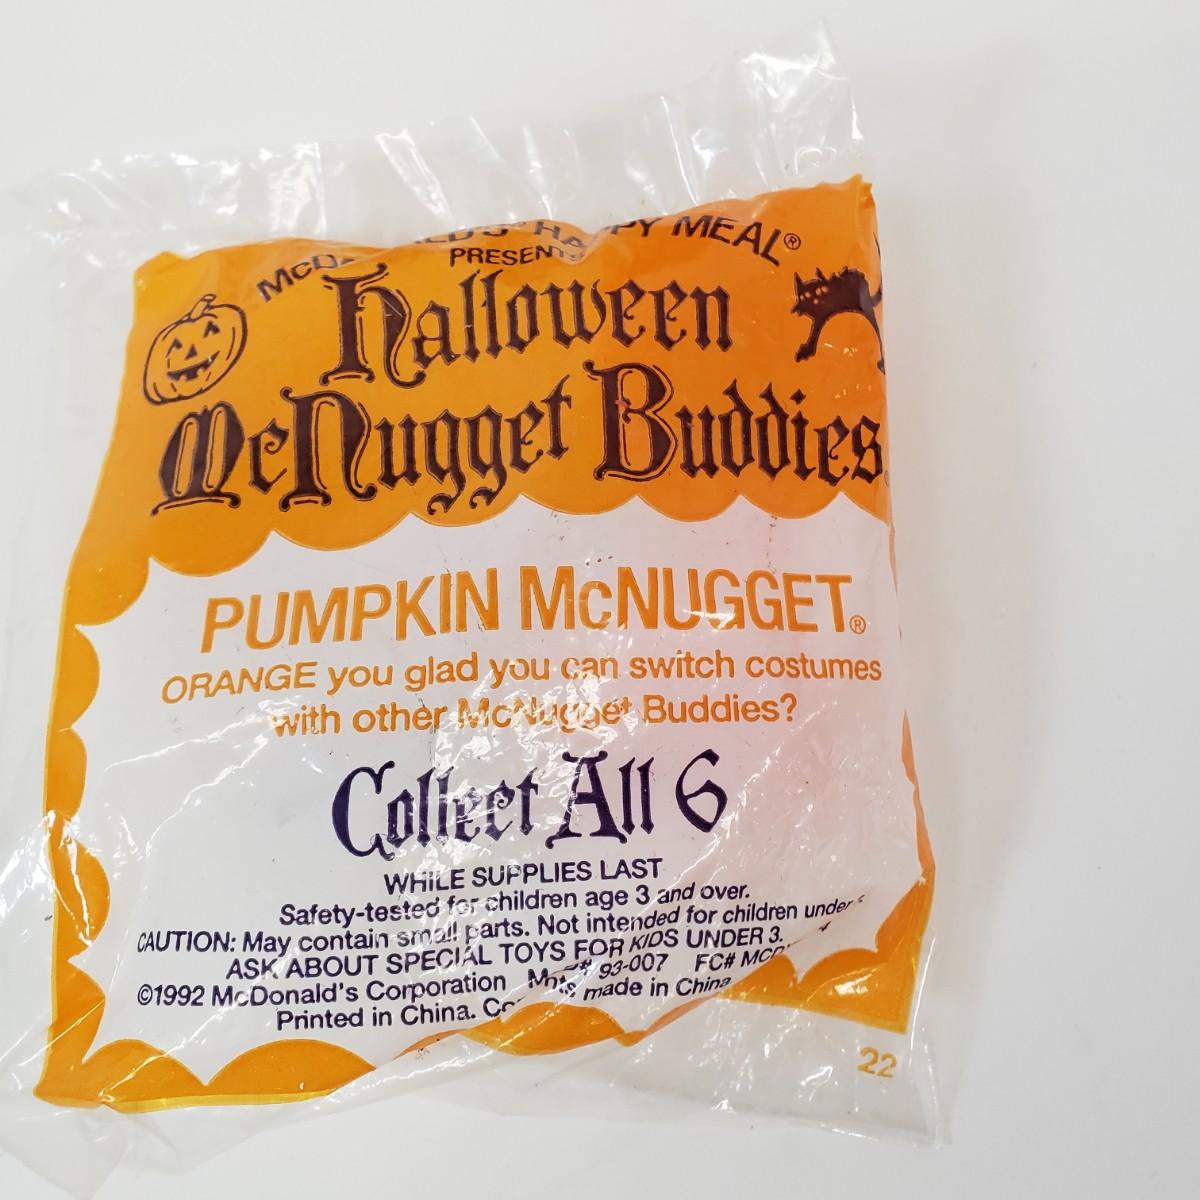 HAPPY MEAL®
PRESENTS
Halloween
McNugget Buddies
PUMPKIN McNUGGET®
ORANGE you glad you can switch costumes
with other McNugget Buddies?
Collect All 6
WHILE SUPPLIES LAST
Safety-tested for children age 3 and over.
CAUTION: May contain small parts. Not intended for children under
ASK ABOUT SPECIAL TOYS FOR KIDS UNDER 3.
©1992 McDonald's Corporation 93-007 FC#
Printed in China. made in China
22